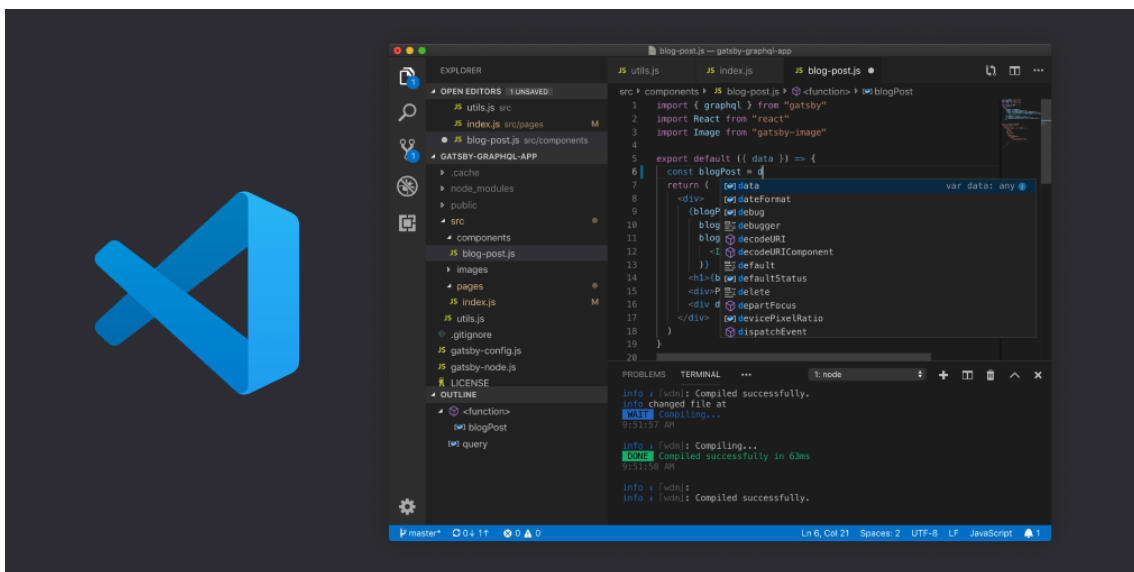 blog-post.js — gatsby-graphql-app
EXPLORER
OPEN EDITORS 1 UNSAVED
JS utils.js src
JS index.js src/pages M
JS blog-post.js src/components
GATSBY-GRAPHQL-APP
.cache
node_modules
public
src
components
JS blog-post.js
images
pages
JS index.js M
JS utils.js
.gitignore
JS gatsby-config.js
JS gatsby-node.js
LICENSE
OUTLINE
<function>
blogPost
query
JS utils.js JS index.js JS blog-post.js
src components JS blog-post.js <function> blogPost
1 import { graphql } from "gatsby"
2 import React from "react"
3 import Image from "gatsby-image"
4
5 export default ({ data }) => {
6 const blogPost = d
7 return (
8 <div>
9 {blogP
10 blog
11 blog
12 <I
13 )}
14 <h1>{b
15 <div>P
16 <div d
17 </div>
18 )
19 }
20
data var data: any
dateFormat
debug
debugger
decodeURI
decodeURIComponent
default
defaultStatus
delete
departFocus
devicePixelRatio
dispatchEvent
PROBLEMS TERMINAL ••• 1: node
info : [wdm]: Compiled successfully.
info changed file at
WAIT Compiling...
9:51:57 AM
info : [wdm]: Compiling...
DONE Compiled successfully in 63ms
9:51:58 AM
info : [wdm]:
info : [wdm]: Compiled successfully.
master* 0↓ 1↑ 0 0 Ln 6, Col 21 Spaces: 2 UTF-8 LF JavaScript 1